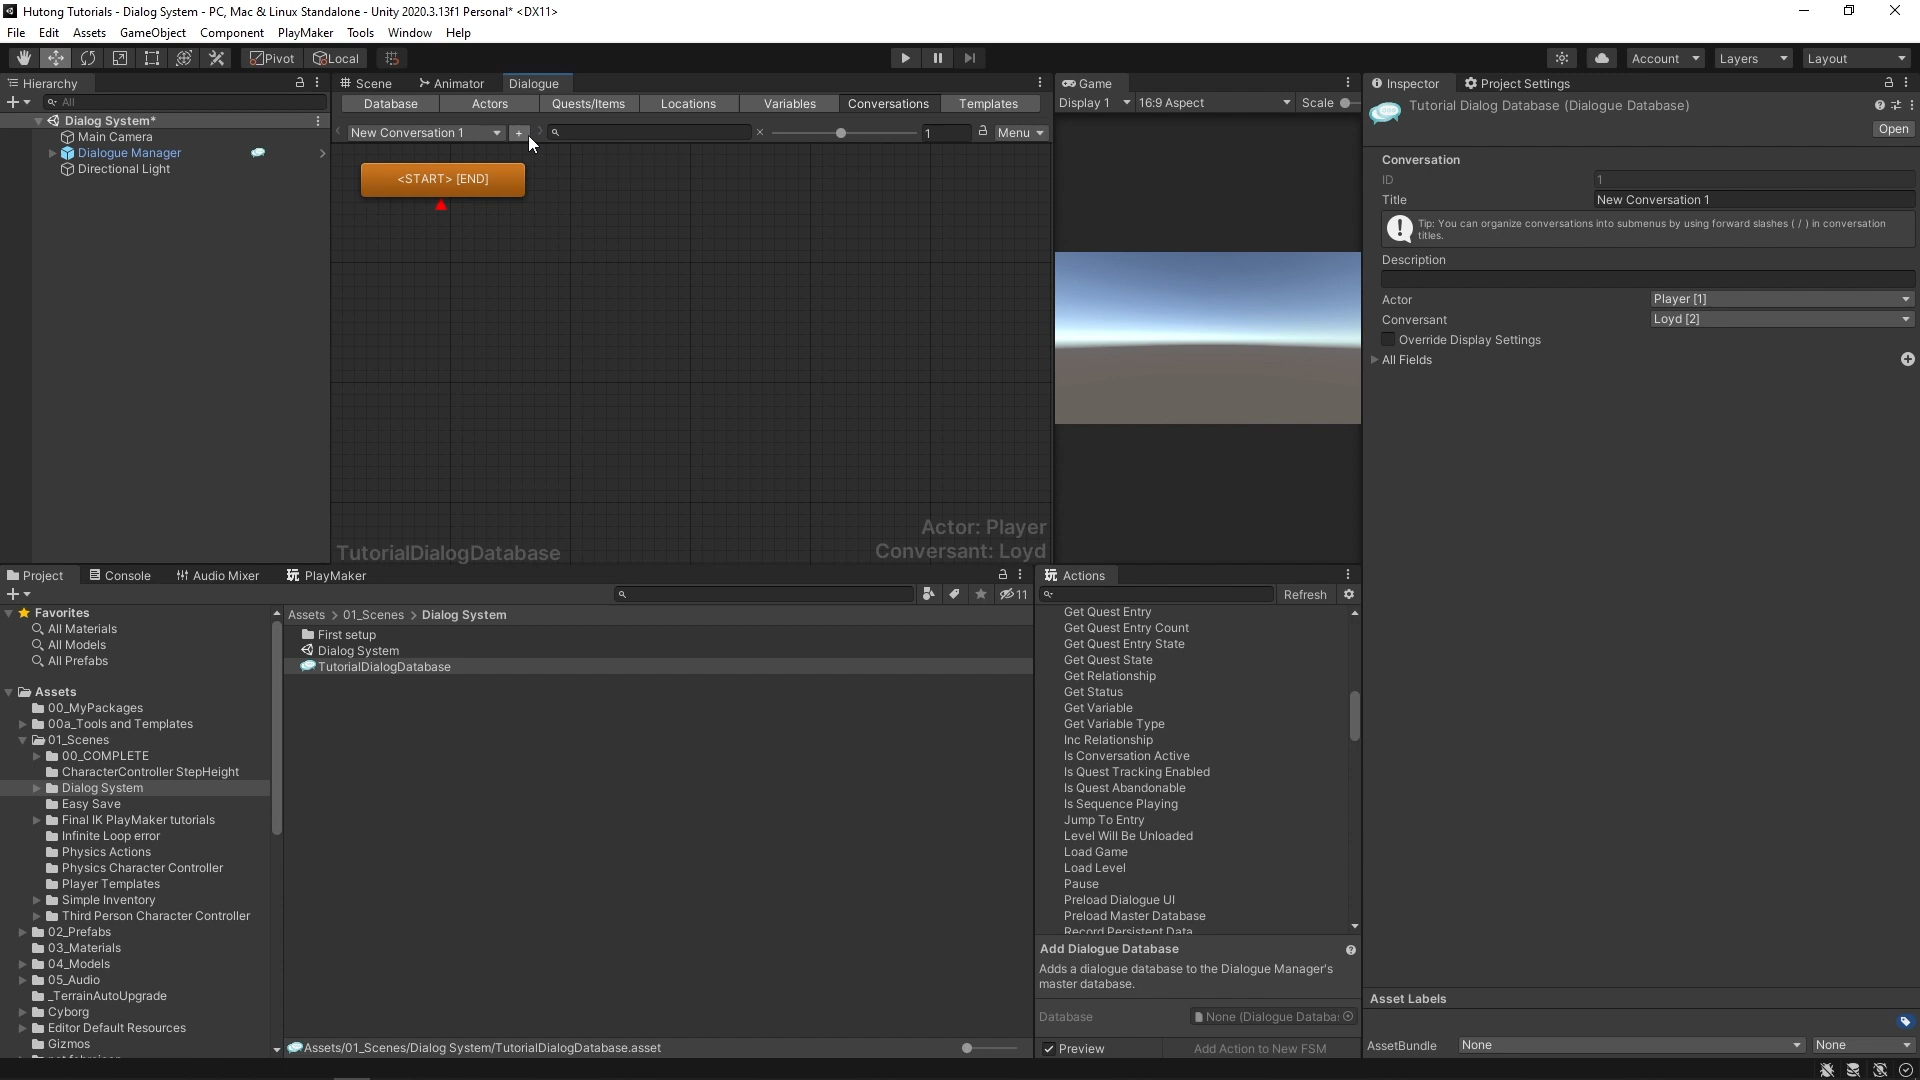 Hutong Tutorials - Dialog System - PC, Mac & Linux Standalone - Unity 2020.3.13f1 Personal* <DX11>
File Edit Assets GameObject Component PlayMaker Tools Window Help
Pivot Local Account Layers Layout
Hierarchy
All
Dialog System*
Main Camera
Dialogue Manager
Directional Light
Scene Animator Dialogue
Database Actors Quests/Items Locations Variables Conversations Templates
New Conversation 1 + × 1 Menu
<START> [END]
Actor: Player
TutorialDialogDatabase
Conversant: Loyd
Game
Display 1 16:9 Aspect Scale
Inspector Project Settings
Tutorial Dialog Database (Dialogue Database)
Open
Conversation
ID 1
Title New Conversation 1
Tip: You can organize conversations into submenus by using forward slashes ( / ) in conversation
titles.
Description
Actor Player [1]
Conversant Loyd [2]
Override Display Settings
All Fields
Project Console Audio Mixer PlayMaker
11
Favorites
All Materials
All Models
All Prefabs
Assets
00_MyPackages
00a_Tools and Templates
01_Scenes
00_COMPLETE
CharacterController StepHeight
Dialog System
Easy Save
Final IK PlayMaker tutorials
Infinite Loop error
Physics Actions
Physics Character Controller
Player Templates
Simple Inventory
Third Person Character Controller
02_Prefabs
03_Materials
04_Models
05_Audio
_TerrainAutoUpgrade
Cyborg
Editor Default Resources
Gizmos
Assets > 01_Scenes > Dialog System
First setup
Dialog System
TutorialDialogDatabase
Assets/01_Scenes/Dialog System/TutorialDialogDatabase.asset
Actions
Refresh
Get Quest Entry
Get Quest Entry Count
Get Quest Entry State
Get Quest State
Get Relationship
Get Status
Get Variable
Get Variable Type
Inc Relationship
Is Conversation Active
Is Quest Tracking Enabled
Is Quest Abandonable
Is Sequence Playing
Jump To Entry
Level Will Be Unloaded
Load Game
Load Level
Pause
Preload Dialogue UI
Preload Master Database
Record Persistent Data
Add Dialogue Database
Adds a dialogue database to the Dialogue Manager's
master database.
Database None (Dialogue Databa
Preview Add Action to New FSM
Asset Labels
AssetBundle None None